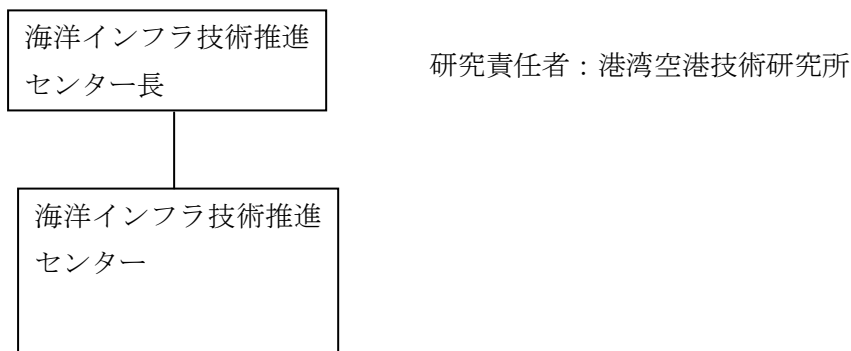 海洋インフラ技術推進
センター長
研究責任者：港湾空港技術研究所
海洋インフラ技術推進
センター